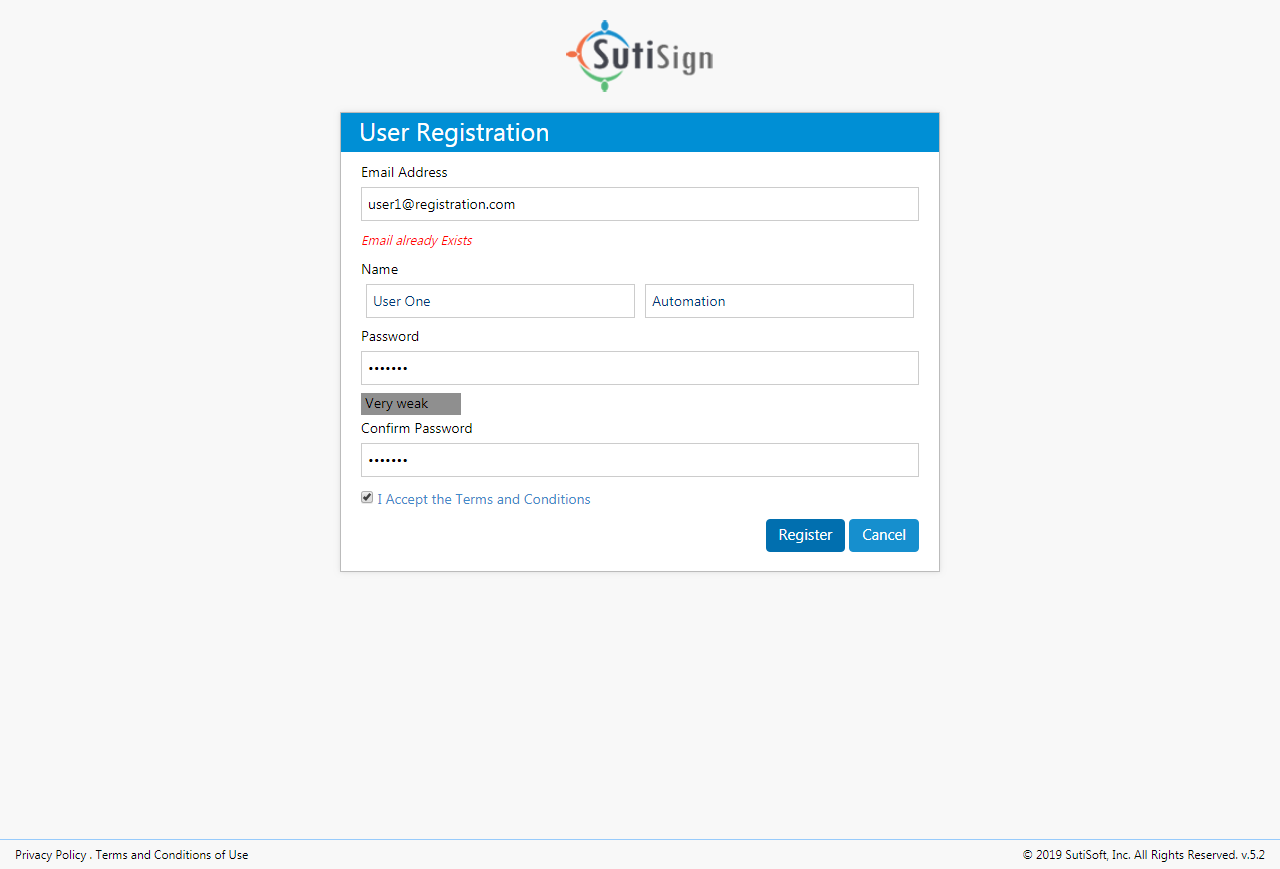 SutiSign
User Registration
Email Address
user1@registration.com
Email already Exists
Name
User One Automation
Password
•••••••
Very weak
Confirm Password
•••••••
I Accept the Terms and Conditions
Register Cancel
Privacy Policy . Terms and Conditions of Use © 2019 SutiSoft, Inc. All Rights Reserved. v.5.2